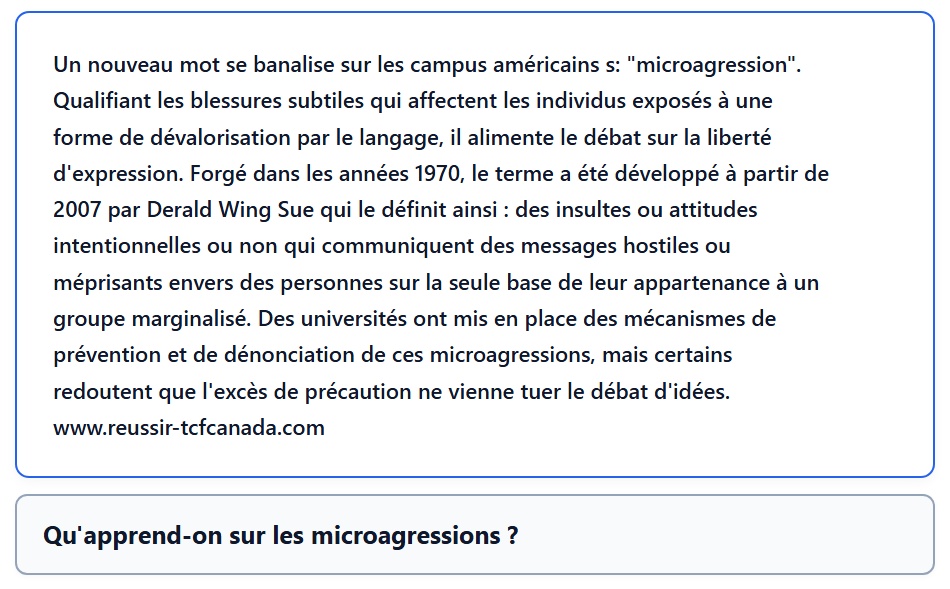 Un nouveau mot se banalise sur les campus américains s: "microagression".
Qualifiant les blessures subtiles qui affectent les individus exposés à une
forme de dévalorisation par le langage, il alimente le débat sur la liberté
d'expression. Forgé dans les années 1970, le terme a été développé à partir de
2007 par Derald Wing Sue qui le définit ainsi : des insultes ou attitudes
intentionnelles ou non qui communiquent des messages hostiles ou
méprisants envers des personnes sur la seule base de leur appartenance à un
groupe marginalisé. Des universités ont mis en place des mécanismes de
prévention et de dénonciation de ces microagressions, mais certains
redoutent que l'excès de précaution ne vienne tuer le débat d'idées.
www.reussir-tcfcanada.com
Qu'apprend-on sur les microagressions ?